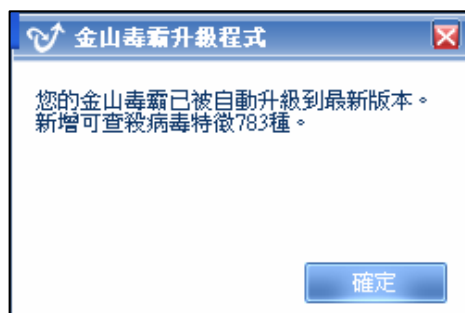 金山毒霸升級程式
您的金山毒霸已被自動升級到最新版本。
新增可查殺病毒特徵783種。
確定